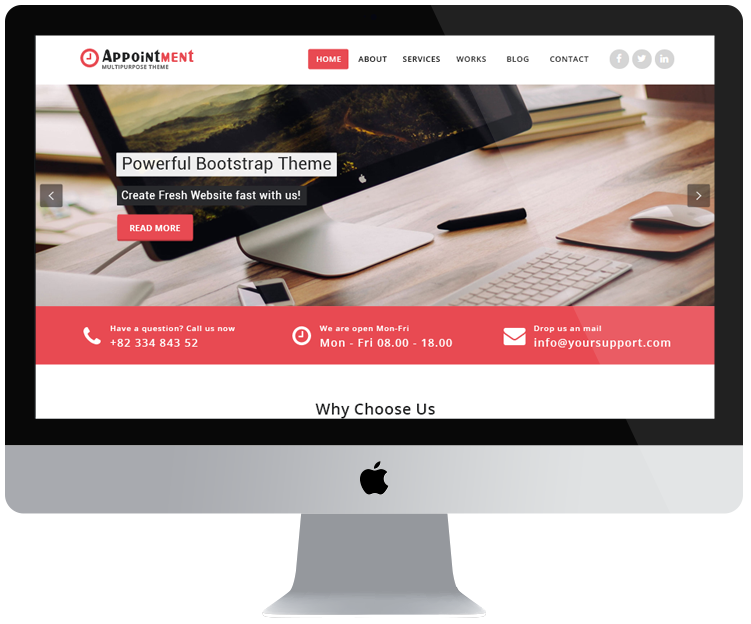 APPOINTMENT
MULTIPURPOSE THEME
HOME ABOUT SERVICES WORKS BLOG CONTACT
Powerful Bootstrap Theme
Create Fresh Website fast with us!
READ MORE
Have a question? Call us now
+82 334 843 52
We are open Mon-Fri
Mon - Fri 08.00 - 18.00
Drop us an mail
info@yoursupport.com
Why Choose Us